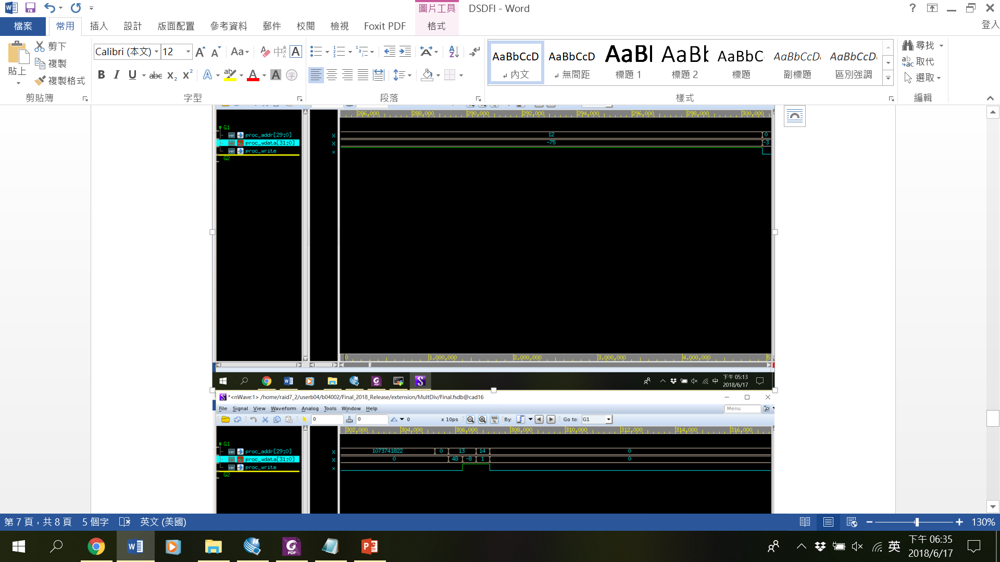 圖片工具
DSDFI - Word
檔案 常用 插入 設計 版面配置 參考資料 郵件 校閱 檢視 Foxit PDF 格式
登入
貼上 剪下 複製 複製格式
剪貼簿
Calibri (本文) 12
字型
段落
AaBbCcD AaBbCcD AaBl AaBb AaBbC AaBbCcD AaBbCcD
↲ 內文 ↲ 無間距 標題 1 標題 2 標題 副標題 區別強調
樣式
尋找
取代
選取
編輯
286,000 288,000 290,000 292,000 294,000 296,000 298,000 300,000
G1
proc_addr[29:0] X 12 0
proc_wdata[31:0] X -75 -3
proc_write x
G2
0 1,000,000 2,000,000 3,000,000 4,000,000 5
中 下午 05:13
2018/6/17
*<nWave:1> /home/raid7_2/userb04/b04002/Final_2018_Release/extension/MultDiv/Final.fsdb@cad16
File Signal View Waveform Analog Tools Window Help Menu
0 0 0 x 10ps 100% By: Go to: G1
302,000 304,000 306,000 308,000 310,000 312,000 314,000 316,000
G1
proc_addr[29:0] X 1073741822 0 13 14 0
proc_wdata[31:0] X 0 48 -8 1 0
proc_write x
G2
第 7 頁，共 8 頁 5 個字 英文 (美國) 130%
英 下午 06:35
2018/6/17